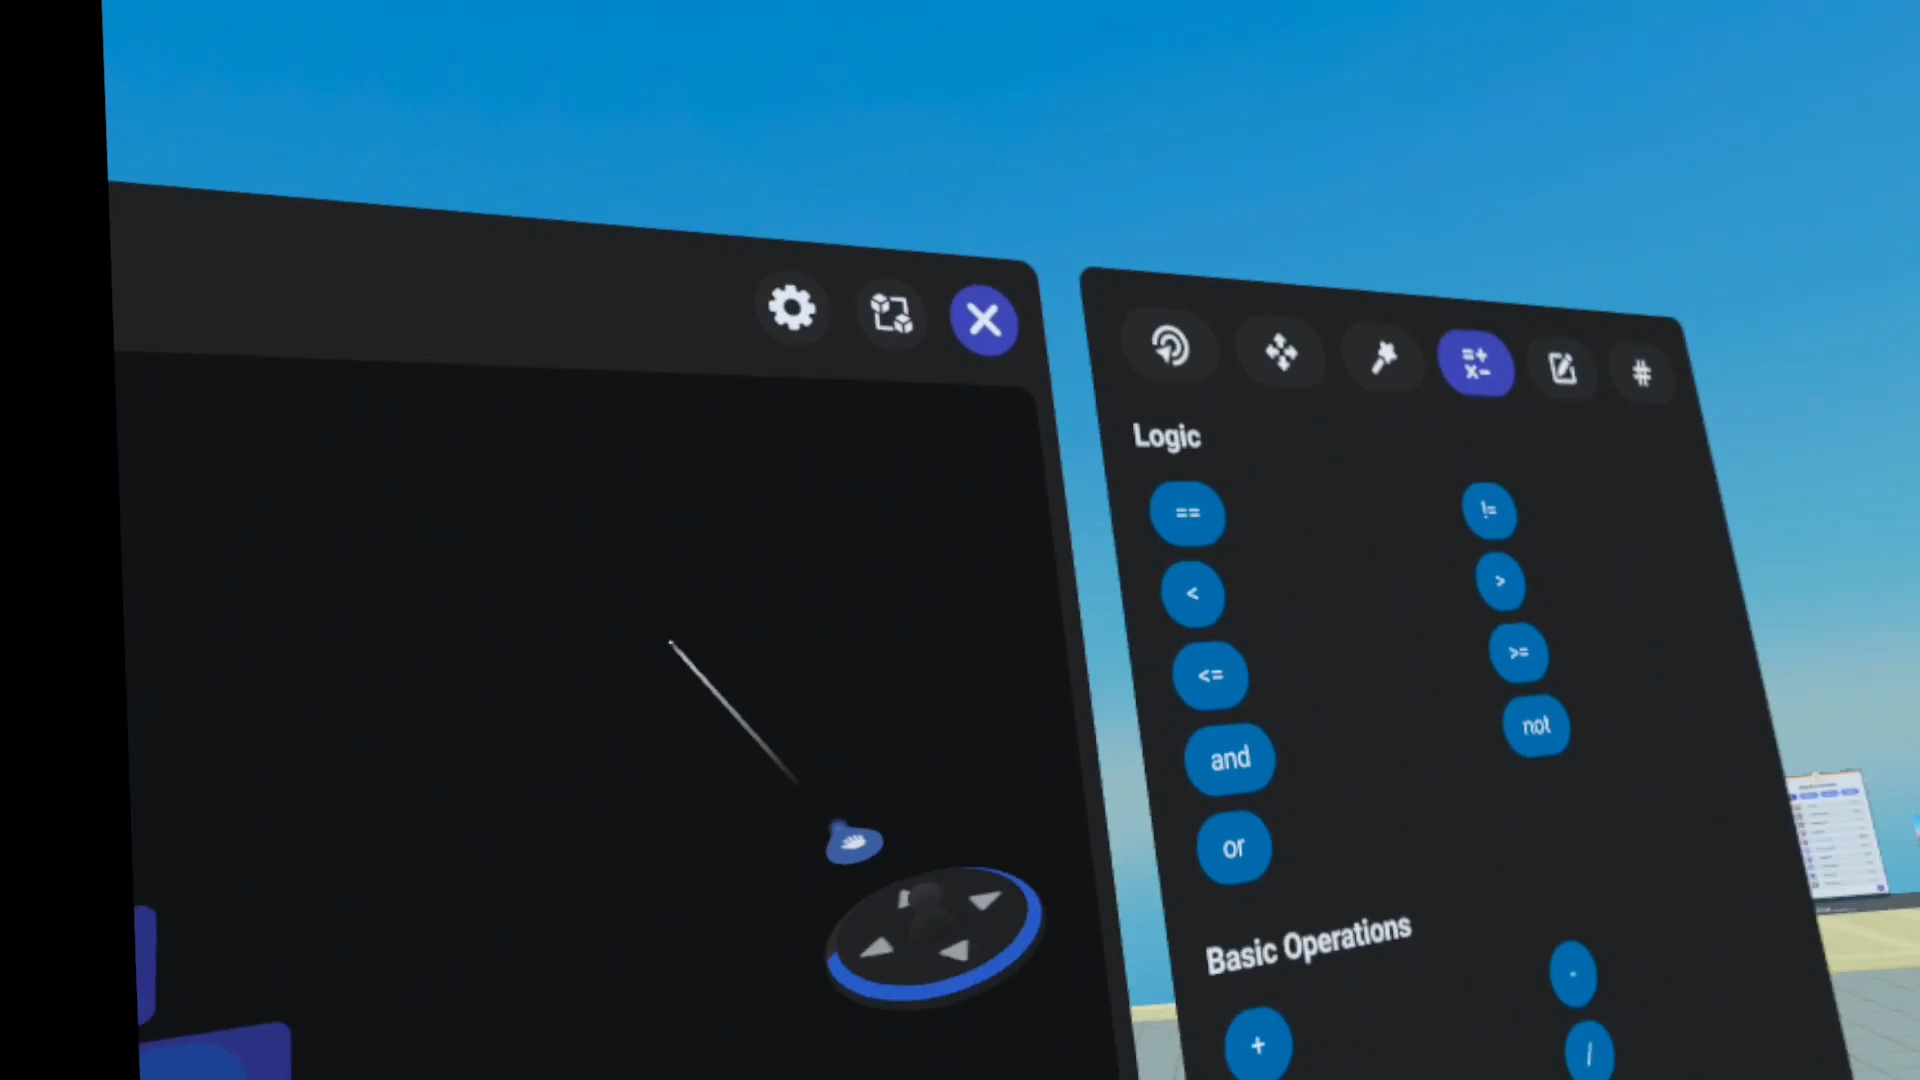 =+
×-
#
Logic
== !=
< >
<= >=
and not
or
Basic Operations
-
+ /